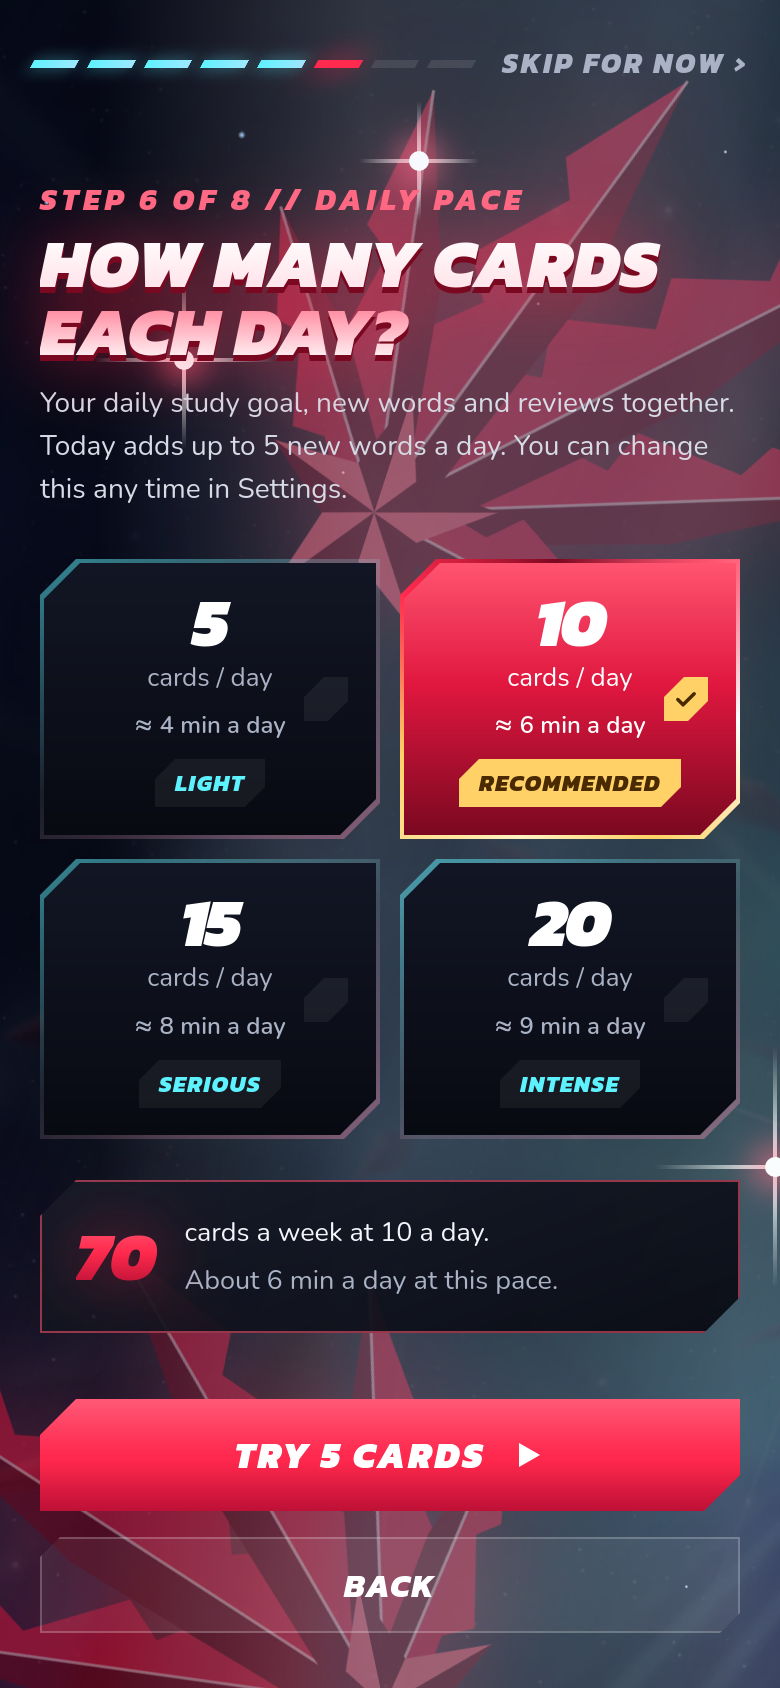 SKIP FOR NOW >
STEP 6 OF 8 // DAILY PACE
HOW MANY CARDS
EACH DAY?
Your daily study goal, new words and reviews together.
Today adds up to 5 new words a day. You can change
this any time in Settings.
5
cards / day
≈ 4 min a day
LIGHT
10
cards / day
≈ 6 min a day
RECOMMENDED
15
cards / day
≈ 8 min a day
SERIOUS
20
cards / day
≈ 9 min a day
INTENSE
70
cards a week at 10 a day.
About 6 min a day at this pace.
TRY 5 CARDS
BACK